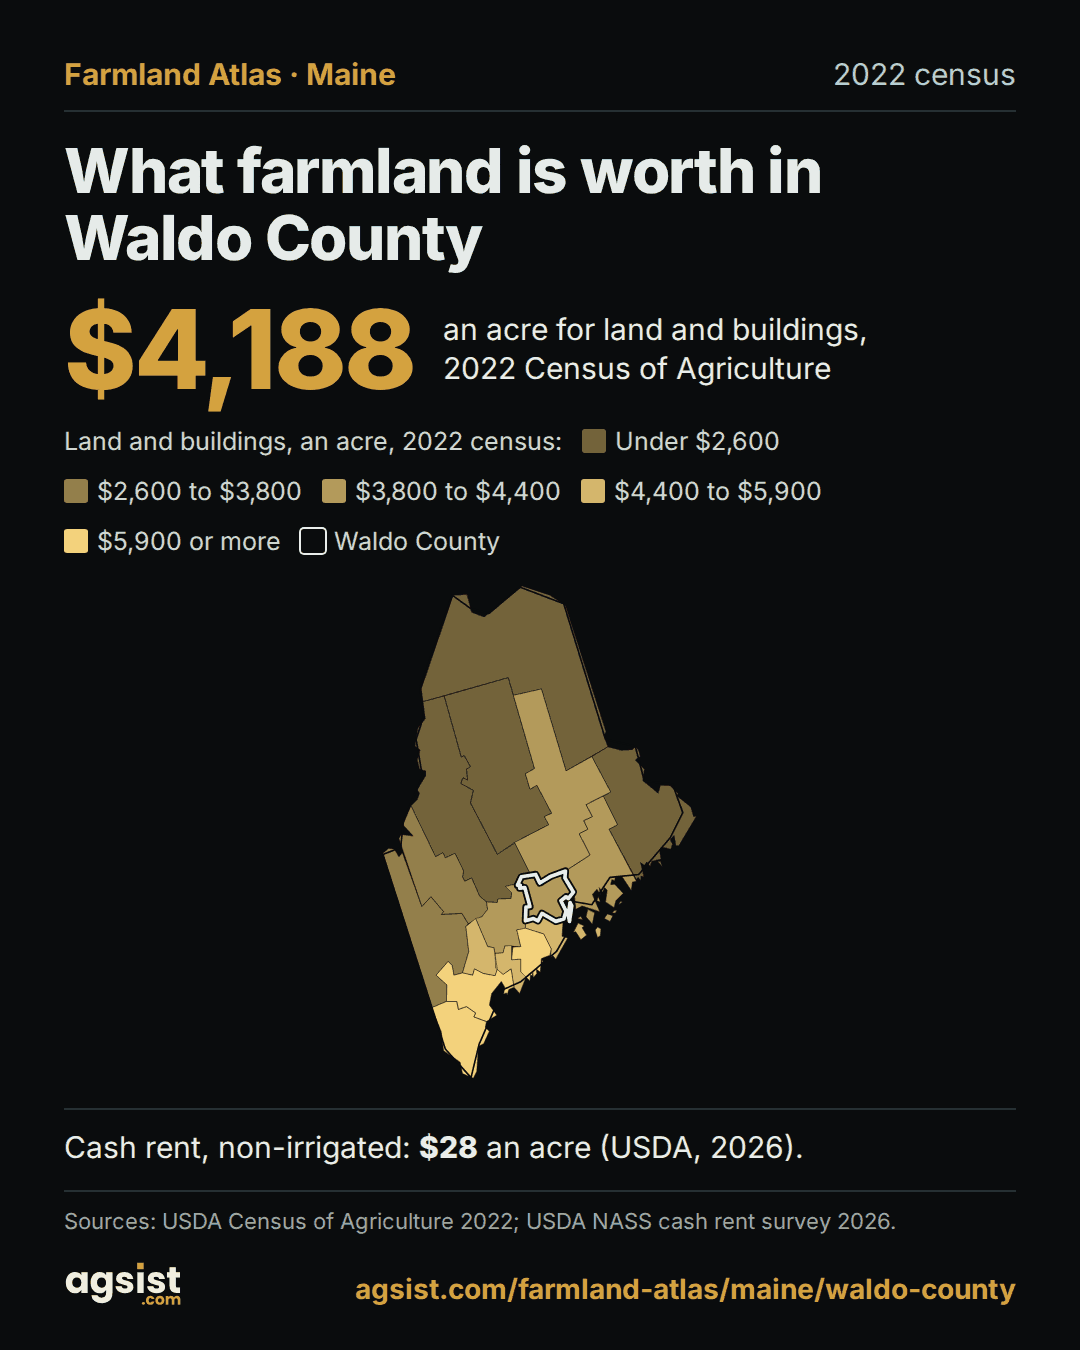 Farmland Atlas · Maine
2022 census
What farmland is worth in
Waldo County
$4,188
an acre for land and buildings,
2022 Census of Agriculture
Land and buildings, an acre, 2022 census: Under $2,600
$2,600 to $3,800 $3,800 to $4,400 $4,400 to $5,900
$5,900 or more Waldo County
Cash rent, non-irrigated: $28 an acre (USDA, 2026).
Sources: USDA Census of Agriculture 2022; USDA NASS cash rent survey 2026.
agsist
.com
agsist.com/farmland-atlas/maine/waldo-county